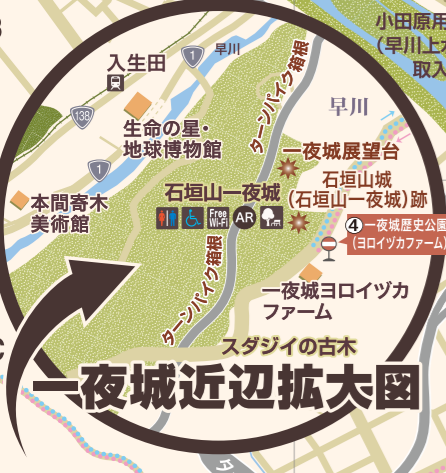 小田原用
(早川上水
取入
入生田
1
早川
138
生命の星・
地球博物館
ターンパイク箱根
早川
一夜城展望台
石垣山城
(石垣山一夜城)跡
石垣山一夜城
Free
Wi-Fi
AR
1
本間寄木
美術館
④一夜城歴史公園
(ヨロイヅカファーム)
一夜城ヨロイヅカ
ファーム
ターンパイク箱根
スダジイの古木
一夜城近辺拡大図